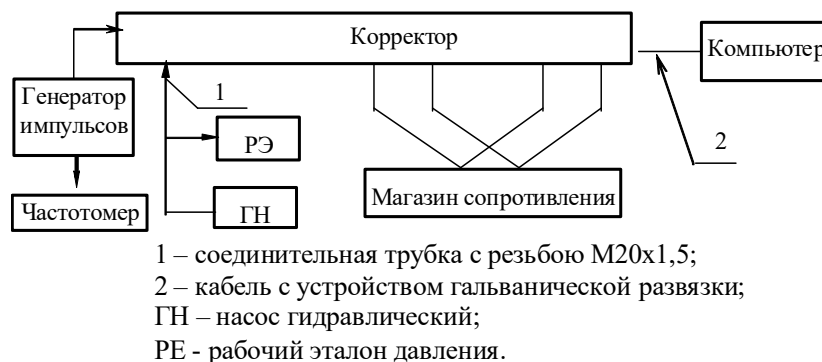 Корректор
Компьютер
Генератор
импульсов
1
РЭ
2
Частотомер
ГН
Магазин сопротивления
1 – соединительная трубка с резьбою М20х1,5;
2 – кабель с устройством гальванической развязки;
ГН – насос гидравлический;
РЕ - рабочий эталон давления.